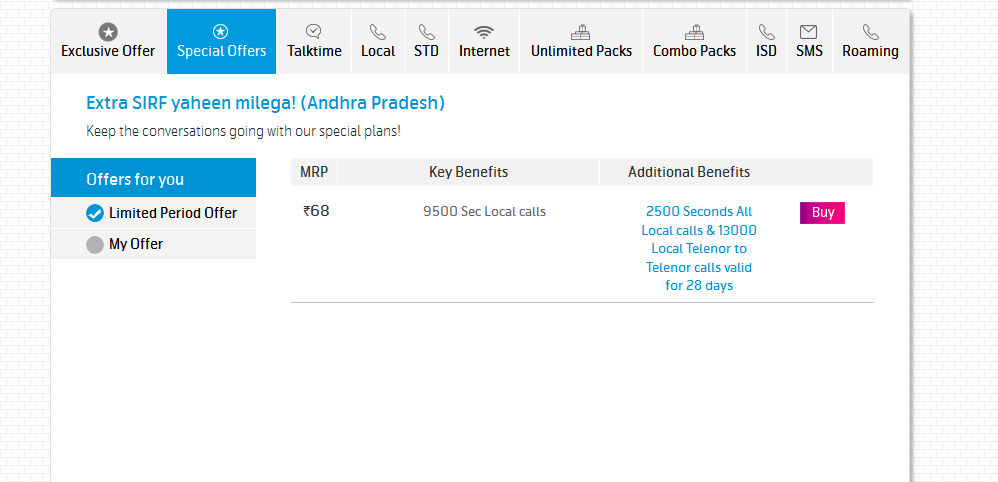 Exclusive Offer
Special Offers
Talktime
Local
STD
Internet
Unlimited Packs
Combo Packs
ISD
SMS
Roaming
Extra SIRF yaheen milega! (Andhra Pradesh)
Keep the conversations going with our special plans!
Offers for you
Limited Period Offer
My Offer
MRP Key Benefits Additional Benefits
₹68 9500 Sec Local calls 2500 Seconds All Buy
Local calls & 13000
Local Telenor to
Telenor calls valid
for 28 days